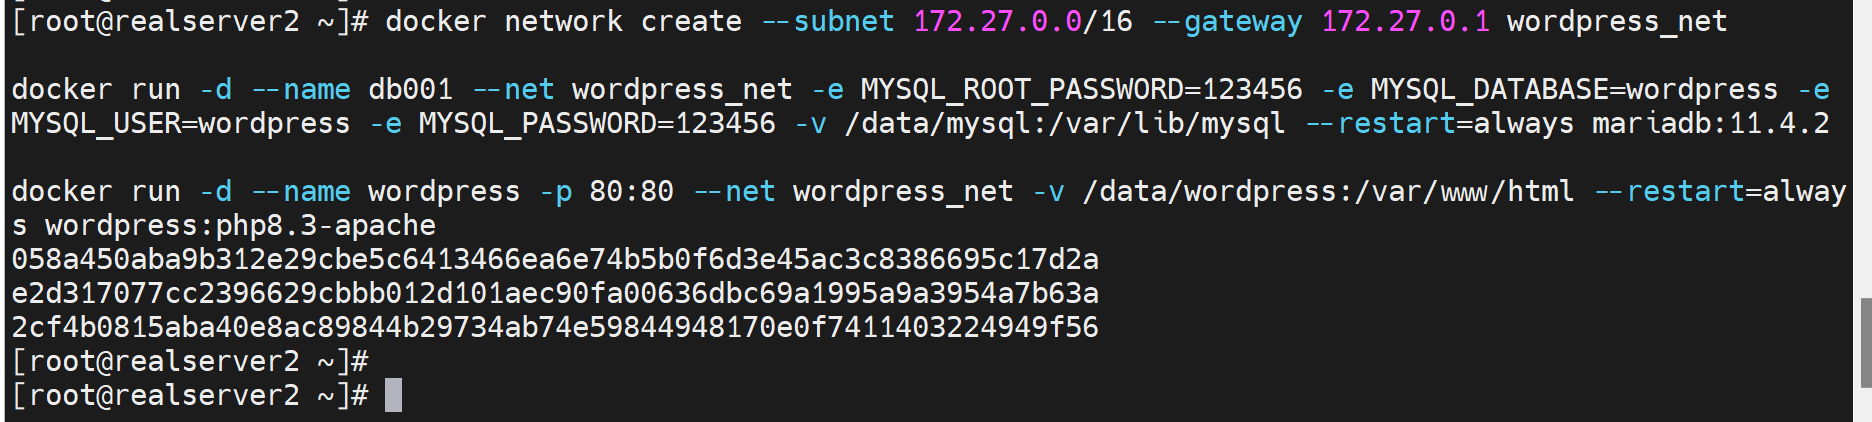 [root@realserver2 ~]# docker network create --subnet 172.27.0.0/16 --gateway 172.27.0.1 wordpress_net
docker run -d --name db001 --net wordpress_net -e MYSQL_ROOT_PASSWORD=123456 -e MYSQL_DATABASE=wordpress -e
MYSQL_USER=wordpress -e MYSQL_PASSWORD=123456 -v /data/mysql:/var/lib/mysql --restart=always mariadb:11.4.2
docker run -d --name wordpress -p 80:80 --net wordpress_net -v /data/wordpress:/var/www/html --restart=alway
s wordpress:php8.3-apache
058a450aba9b312e29cbe5c6413466ea6e74b5b0f6d3e45ac3c8386695c17d2a
e2d317077cc2396629cbbb012d101aec90fa00636dbc69a1995a9a3954a7b63a
2cf4b0815aba40e8ac89844b29734ab74e59844948170e0f7411403224949f56
[root@realserver2 ~]#
[root@realserver2 ~]#